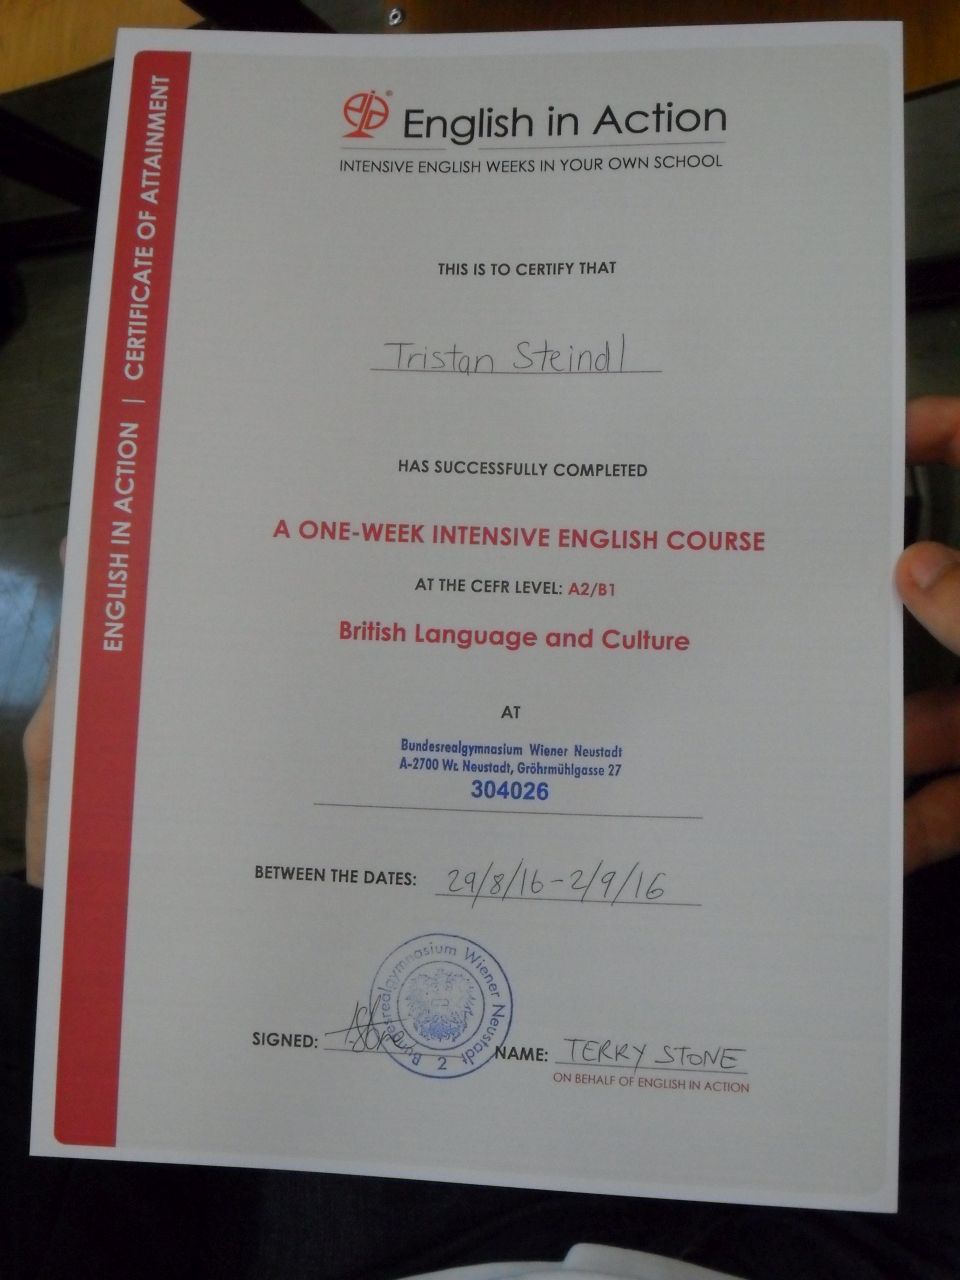 ENGLISH IN ACTION | CERTIFICATE OF ATTAINMENT
eia® English in Action
INTENSIVE ENGLISH WEEKS IN YOUR OWN SCHOOL
THIS IS TO CERTIFY THAT
Tristan Steindl
HAS SUCCESSFULLY COMPLETED
A ONE-WEEK INTENSIVE ENGLISH COURSE
AT THE CEFR LEVEL: A2/B1
British Language and Culture
AT
Bundesrealgymnasium Wiener Neustadt
A-2700 Wr. Neustadt, Gröhrmühlgasse 27
304026
BETWEEN THE DATES: 29/8/16 - 2/9/16
Bundesrealgymnasium Wiener Neustadt
2
SIGNED:
NAME: TERRY STONE
ON BEHALF OF ENGLISH IN ACTION